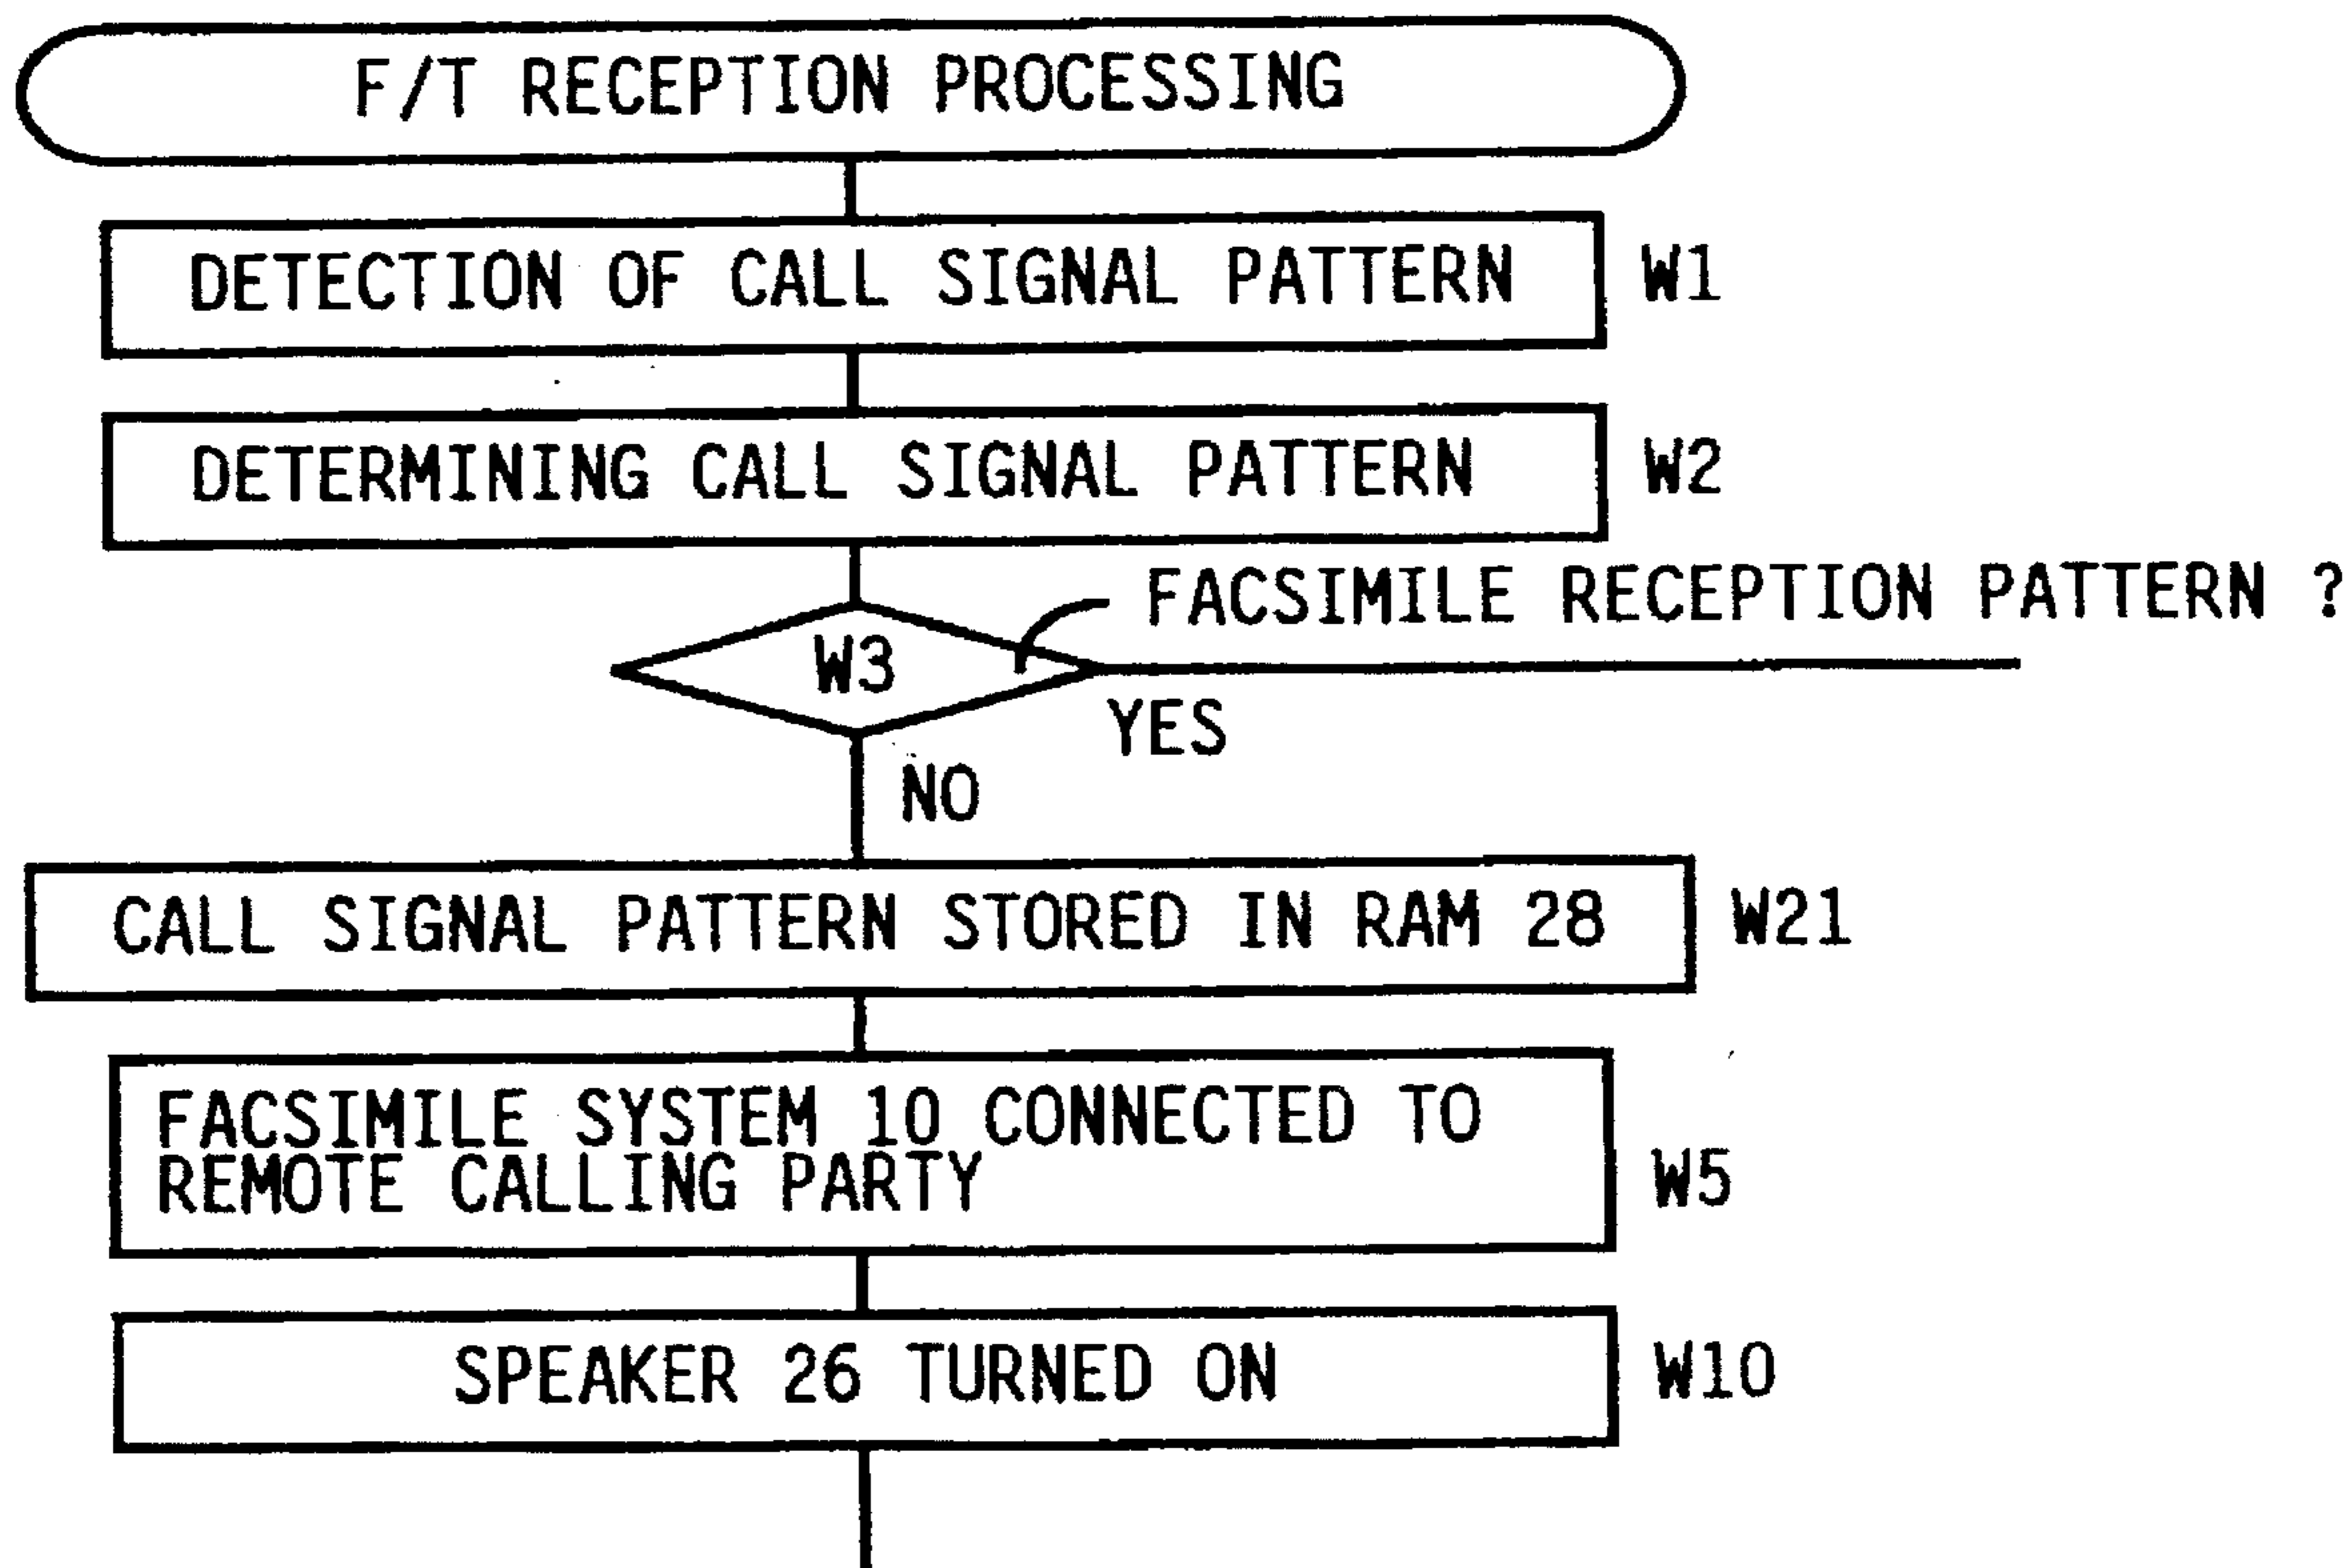 F/T RECEPTION PROCESSING
DETECTION OF CALL SIGNAL PATTERN
W1
DETERMINING CALL SIGNAL PATTERN
W2
FACSIMILE RECEPTION PATTERN ?
W3
YES
NO
CALL SIGNAL PATTERN STORED IN RAM 28
W21
FACSIMILE SYSTEM 10 CONNECTED TO
REMOTE CALLING PARTY
W5
SPEAKER 26 TURNED ON
W10